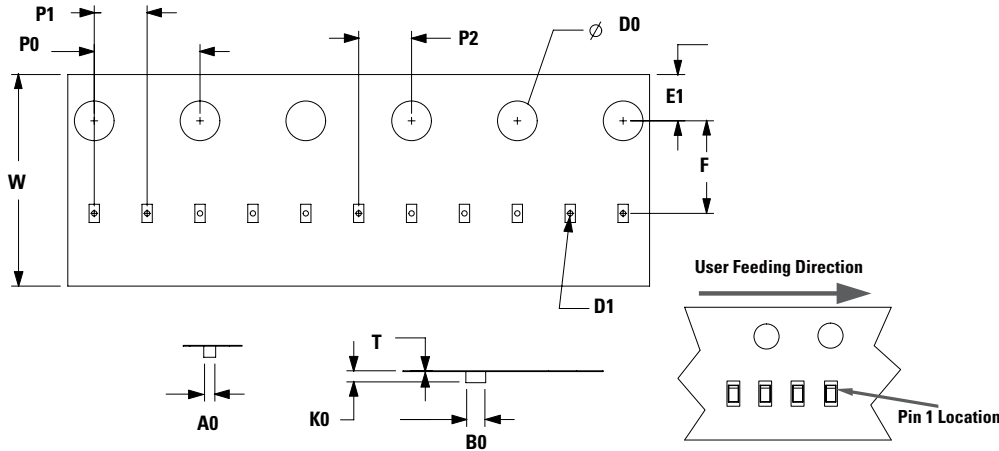 P1
P0
P2
⌀ D0
E1
F
W
D1
User Feeding Direction
T
K0
A0
B0
Pin 1 Location